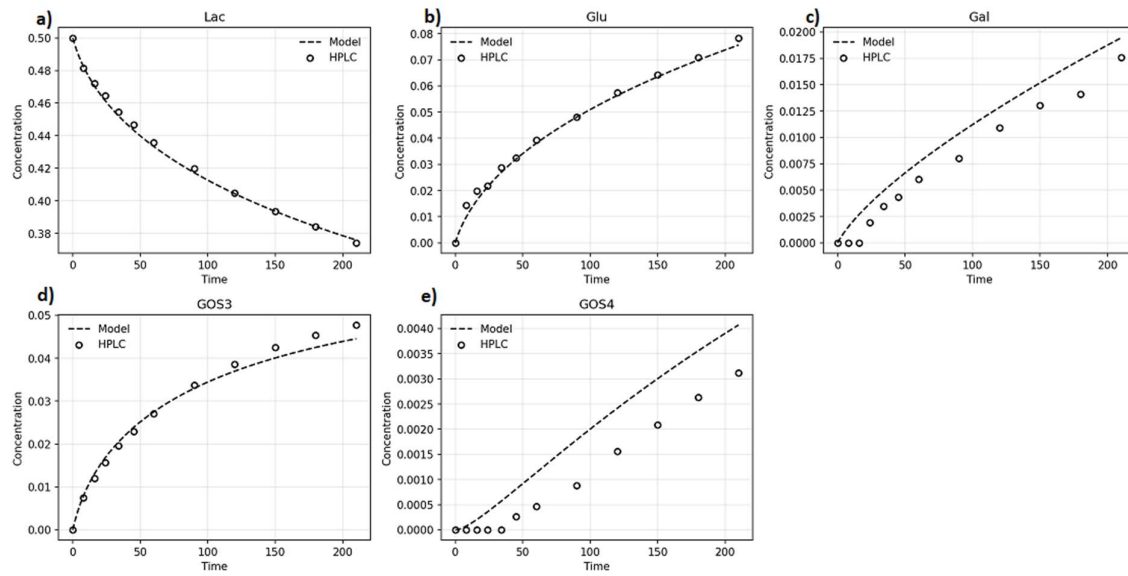 a)
Lac
0.50
0.48
0.46
0.44
0.42
0.40
0.38
Concentration
Model
HPLC
0 50 100 150 200
Time
b)
Glu
0.08
0.07
0.06
0.05
0.04
0.03
0.02
0.01
0.00
Concentration
Model
HPLC
0 50 100 150 200
Time
c)
Gal
0.0200
0.0175
0.0150
0.0125
0.0100
0.0075
0.0050
0.0025
0.0000
Concentration
Model
HPLC
0 50 100 150 200
Time
d)
GOS3
0.05
0.04
0.03
0.02
0.01
0.00
Concentration
Model
HPLC
0 50 100 150 200
Time
e)
GOS4
0.0040
0.0035
0.0030
0.0025
0.0020
0.0015
0.0010
0.0005
0.0000
Concentration
Model
HPLC
0 50 100 150 200
Time